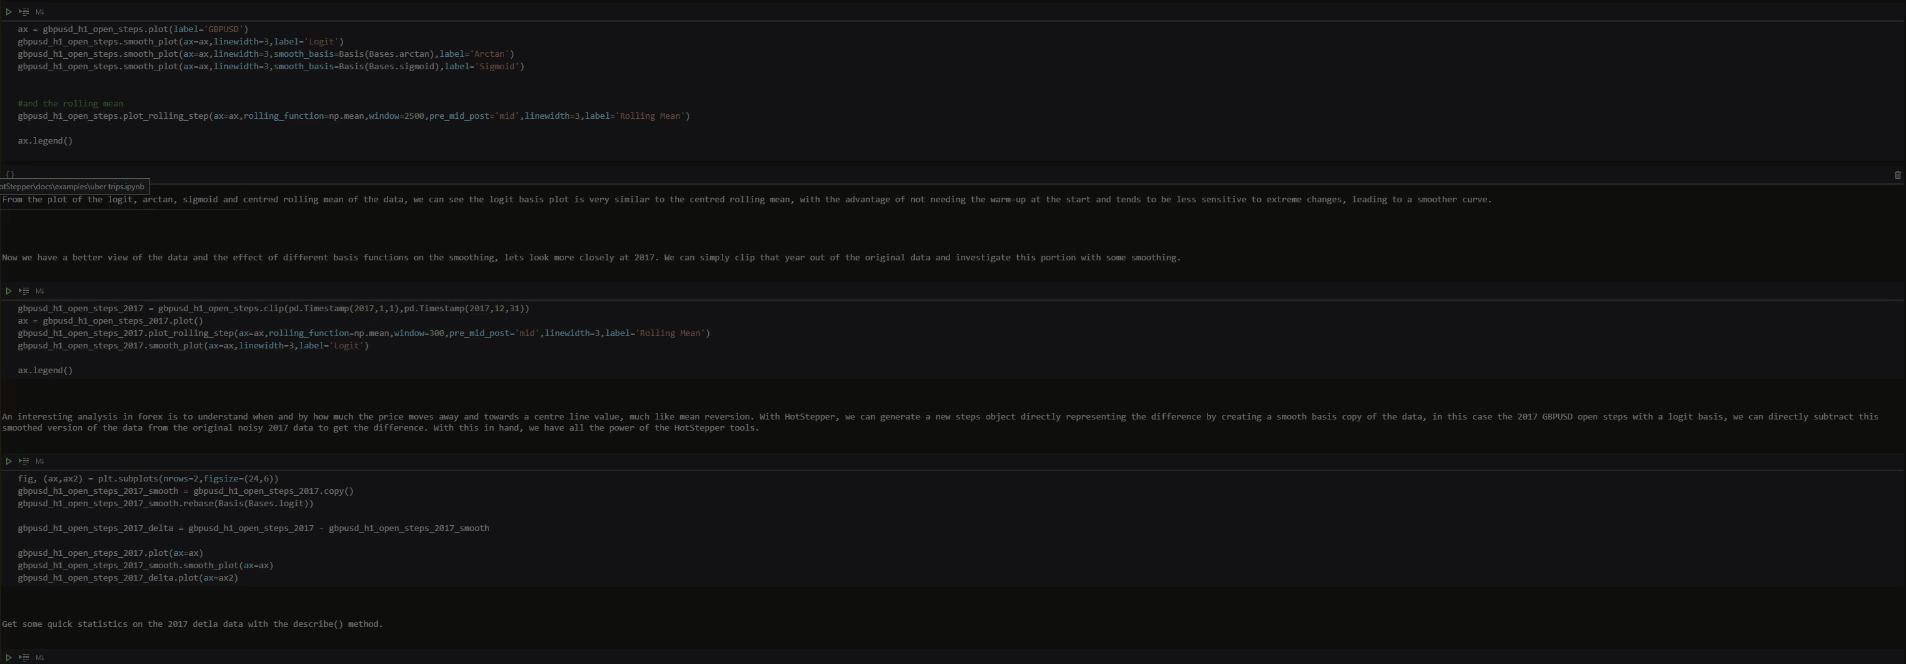 M↓
ax = gbpusd_h1_open_steps.plot(label='GBPUSD')
gbpusd_h1_open_steps.smooth_plot(ax=ax,linewidth=3,label='Logit')
gbpusd_h1_open_steps.smooth_plot(ax=ax,linewidth=3,smooth_basis=Basis(Bases.arctan),label='Arctan')
gbpusd_h1_open_steps.smooth_plot(ax=ax,linewidth=3,smooth_basis=Basis(Bases.sigmoid),label='Sigmoid')
#and the rolling mean
gbpusd_h1_open_steps.plot_rolling_step(ax=ax,rolling_function=np.mean,window=2500,pre_mid_post='mid',linewidth=3,label='Rolling Mean')
ax.legend()
{}
otStepper\docs\examples\uber trips.ipynb
From the plot of the logit, arctan, sigmoid and centred rolling mean of the data, we can see the logit basis plot is very similar to the centred rolling mean, with the advantage of not needing the warm-up at the start and tends to be less sensitive to extreme changes, leading to a smoother curve.
Now we have a better view of the data and the effect of different basis functions on the smoothing, lets look more closely at 2017. We can simply clip that year out of the original data and investigate this portion with some smoothing.
M↓
gbpusd_h1_open_steps_2017 = gbpusd_h1_open_steps.clip(pd.Timestamp(2017,1,1),pd.Timestamp(2017,12,31))
ax = gbpusd_h1_open_steps_2017.plot()
gbpusd_h1_open_steps_2017.plot_rolling_step(ax=ax,rolling_function=np.mean,window=300,pre_mid_post='mid',linewidth=3,label='Rolling Mean')
gbpusd_h1_open_steps_2017.smooth_plot(ax=ax,linewidth=3,label='Logit')
ax.legend()
An interesting analysis in forex is to understand when and by how much the price moves away and towards a centre line value, much like mean reversion. With HotStepper, we can generate a new steps object directly representing the difference by creating a smooth basis copy of the data, in this case the 2017 GBPUSD open steps with a logit basis, we can directly subtract this
smoothed version of the data from the original noisy 2017 data to get the difference. With this in hand, we have all the power of the HotStepper tools.
M↓
fig, (ax,ax2) = plt.subplots(nrows=2,figsize=(24,6))
gbpusd_h1_open_steps_2017_smooth = gbpusd_h1_open_steps_2017.copy()
gbpusd_h1_open_steps_2017_smooth.rebase(Basis(Bases.logit))
gbpusd_h1_open_steps_2017_delta = gbpusd_h1_open_steps_2017 - gbpusd_h1_open_steps_2017_smooth
gbpusd_h1_open_steps_2017.plot(ax=ax)
gbpusd_h1_open_steps_2017_smooth.smooth_plot(ax=ax)
gbpusd_h1_open_steps_2017_delta.plot(ax=ax2)
Get some quick statistics on the 2017 detla data with the describe() method.
M↓